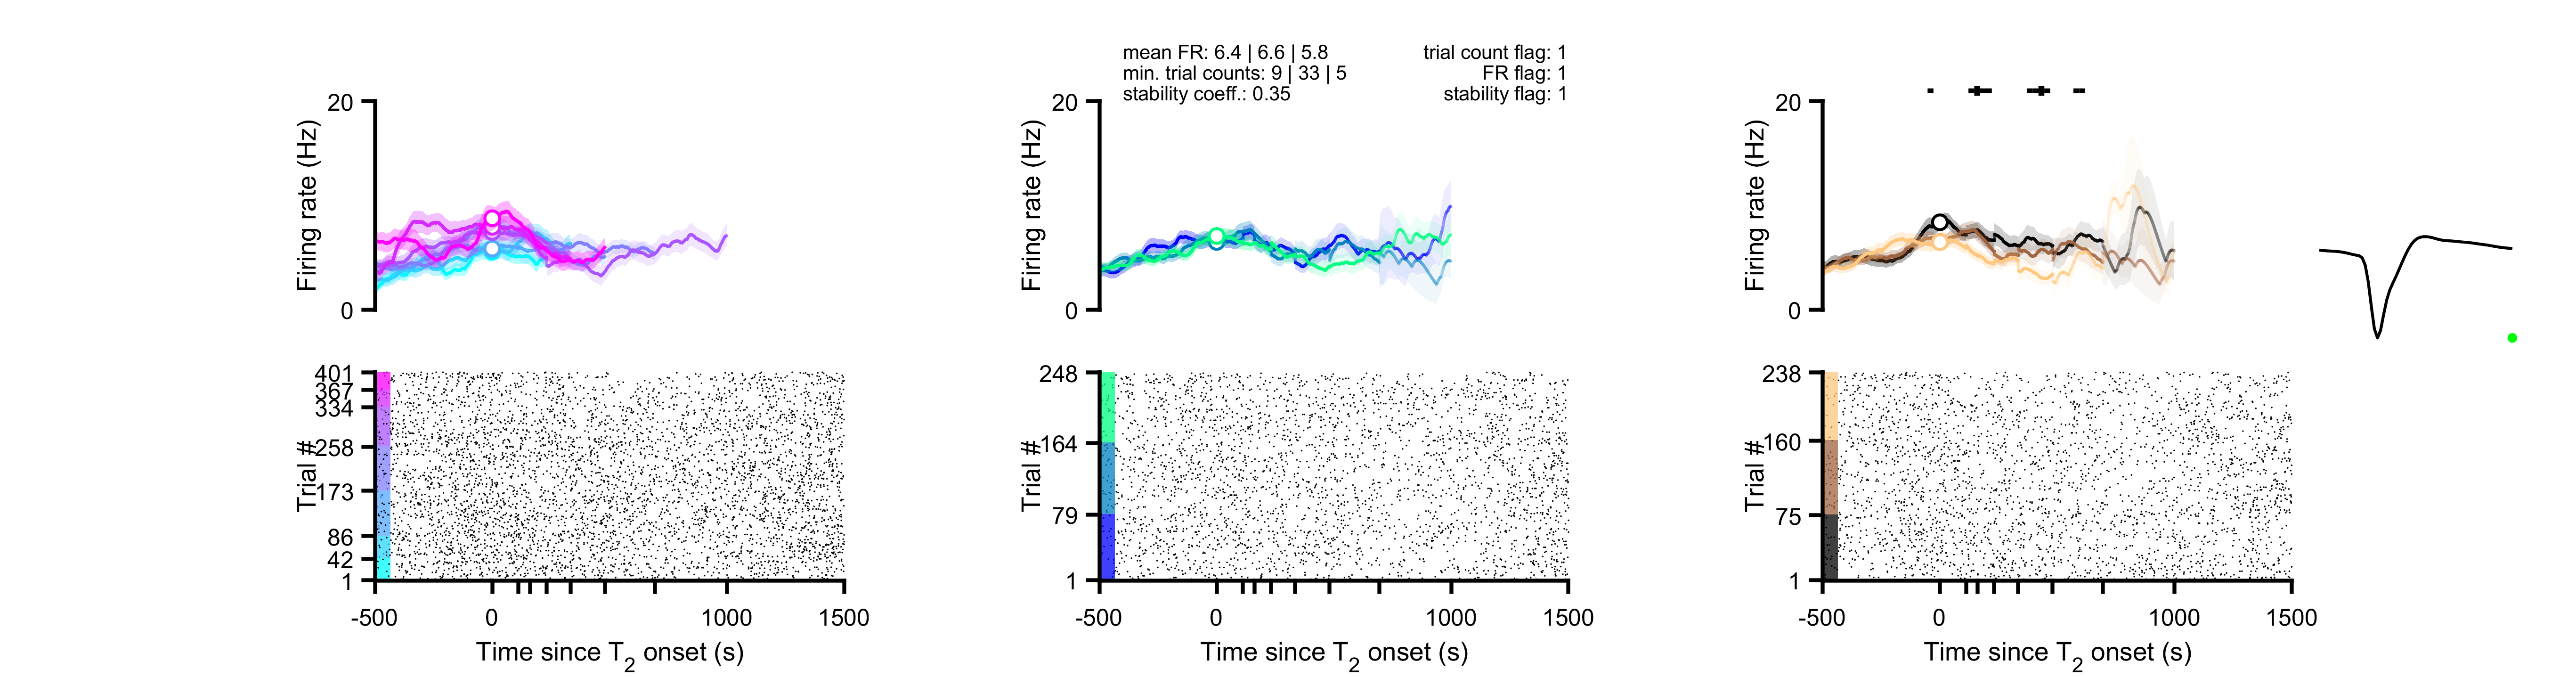 mean FR: 6.4 | 6.6 | 5.8
min. trial counts: 9 | 33 | 5
stability coeff.: 0.35
trial count flag: 1
FR flag: 1
stability flag: 1
20
0
Firing rate (Hz)
20
0
Firing rate (Hz)
20
0
Firing rate (Hz)
401
367
334
258
173
86
42
1
Trial #
-500
0
1000
1500
Time since T2 onset (s)
248
164
79
1
Trial #
-500
0
1000
1500
Time since T2 onset (s)
238
160
75
1
Trial #
-500
0
1000
1500
Time since T2 onset (s)